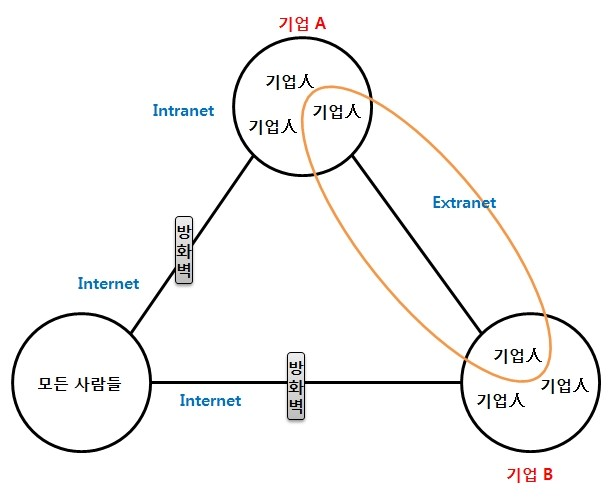 기업 A
기업人
기업人
기업人
Intranet
Extranet
방화벽
Internet
모든 사람들
방화벽
Internet
기업人
기업人
기업人
기업 B